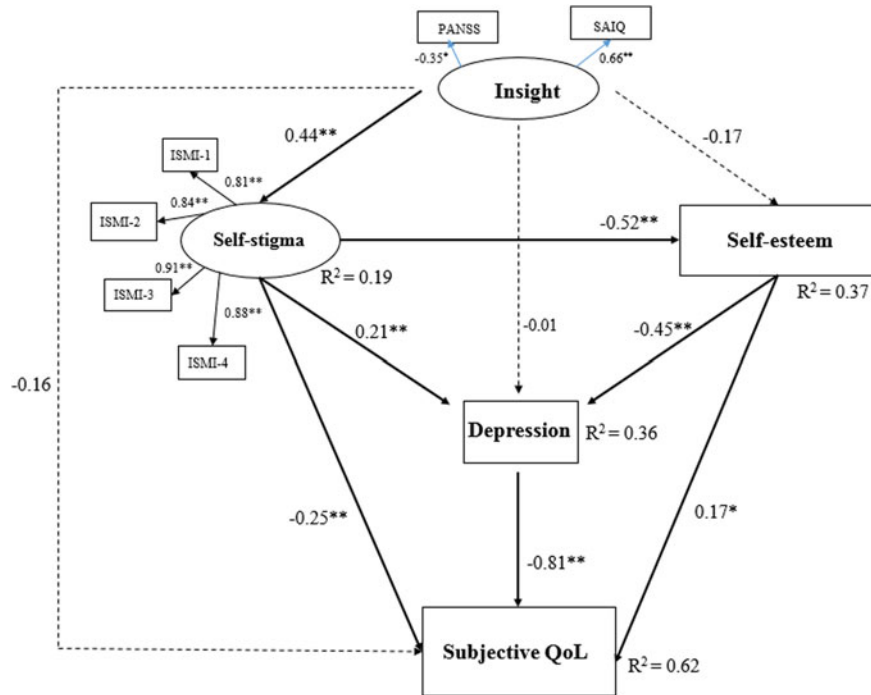 PANSS
SAIQ
-0.35*
0.66**
Insight
0.44**
-0.17
ISMI-1
0.81**
ISMI-2
0.84**
Self-stigma
-0.52**
Self-esteem
ISMI-3
0.91**
R² = 0.19
R² = 0.37
0.88**
ISMI-4
0.21**
-0.01
-0.45**
-0.16
Depression
R² = 0.36
-0.25**
0.17*
-0.81**
Subjective QoL
R² = 0.62